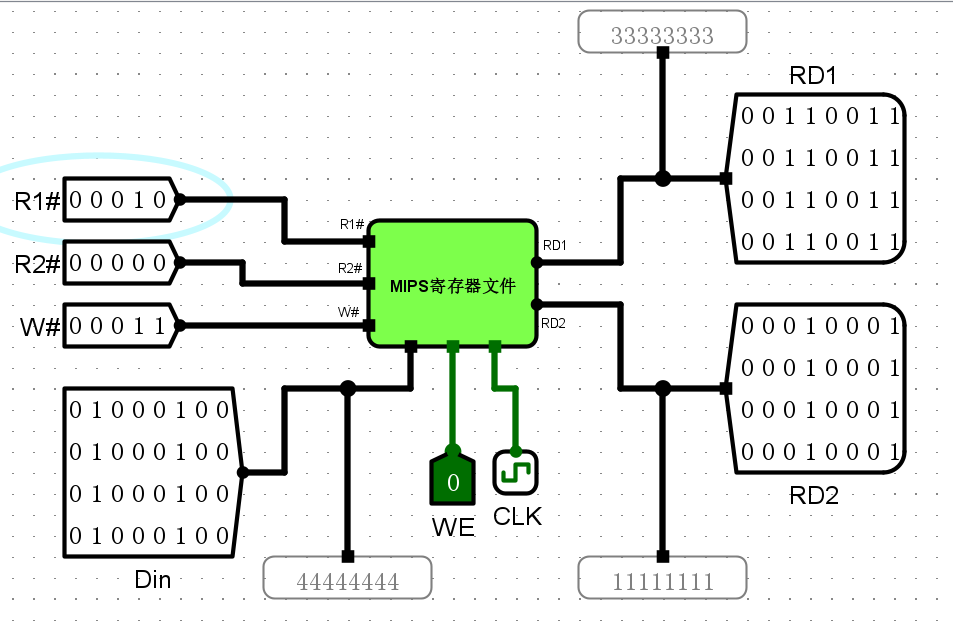 33333333
RD1
0 0 1 1 0 0 1 1
0 0 1 1 0 0 1 1
0 0 1 1 0 0 1 1
0 0 1 1 0 0 1 1
R1# 0 0 0 1 0
R2# 0 0 0 0 0
W# 0 0 0 1 1
R1#
R2#
W#
MIPS寄存器文件
RD1
RD2
0 0 0 1 0 0 0 1
0 0 0 1 0 0 0 1
0 0 0 1 0 0 0 1
0 0 0 1 0 0 0 1
RD2
0 1 0 0 0 1 0 0
0 1 0 0 0 1 0 0
0 1 0 0 0 1 0 0
0 1 0 0 0 1 0 0
Din
0
WE
CLK
44444444
11111111